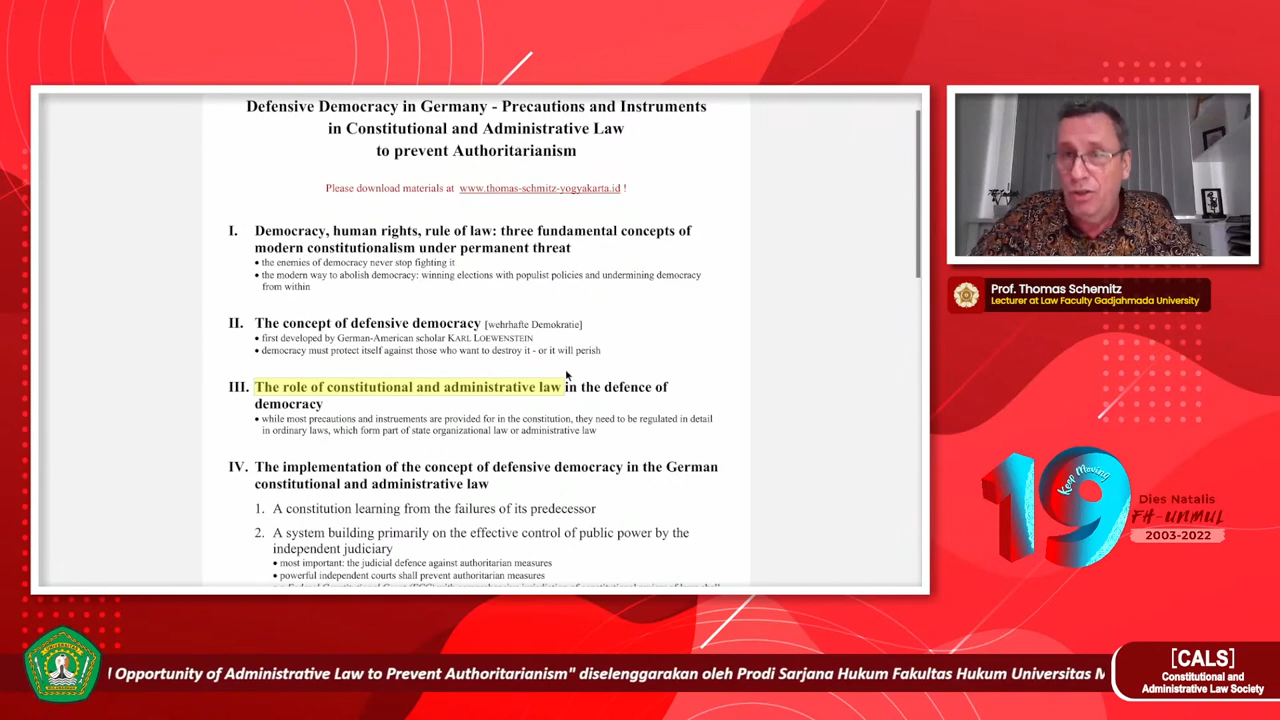 Defensive Democracy in Germany - Precautions and Instruments
in Constitutional and Administrative Law
to prevent Authoritarianism
Please download materials at www.thomas-schmitz-yogyakarta.id !
I. Democracy, human rights, rule of law: three fundamental concepts of
modern constitutionalism under permanent threat
• the enemies of democracy never stop fighting it
• the modern way to abolish democracy: winning elections with populist policies and undermining democracy
from within
II. The concept of defensive democracy [wehrhafte Demokratie]
• first developed by German-American scholar KARL LOEWENSTEIN
• democracy must protect itself against those who want to destroy it - or it will perish
III. The role of constitutional and administrative law in the defence of
democracy
• while most precautions and instruements are provided for in the constitution, they need to be regulated in detail
in ordinary laws, which form part of state organizational law or administrative law
IV. The implementation of the concept of defensive democracy in the German
constitutional and administrative law
1. A constitution learning from the failures of its predecessor
2. A system building primarily on the effective control of public power by the
independent judiciary
• most important: the judicial defence against authoritarian measures
• powerful independent courts shall prevent authoritarian measures
Prof. Thomas Schemitz
Lecturer at Law Faculty Gadjahmada University
19
Keep Moving
Dies Natalis
FH-UNMUL
2003-2022
l Opportunity of Administrative Law to Prevent Authoritarianism" diselenggarakan oleh Prodi Sarjana Hukum Fakultas Hukum Universitas M
[CALS]
Constitutional and
Administrative Law Society